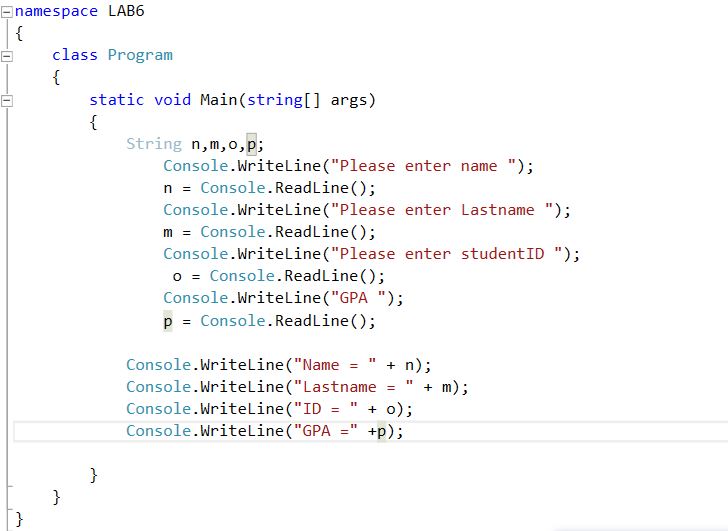 namespace LAB6
{
class Program
{
static void Main(string[] args)
{
String n,m,o,p;
Console.WriteLine("Please enter name ");
n = Console.ReadLine();
Console.WriteLine("Please enter Lastname ");
m = Console.ReadLine();
Console.WriteLine("Please enter studentID ");
o = Console.ReadLine();
Console.WriteLine("GPA ");
p = Console.ReadLine();
Console.WriteLine("Name = " + n);
Console.WriteLine("Lastname = " + m);
Console.WriteLine("ID = " + o);
Console.WriteLine("GPA =" +p);
}
}
}